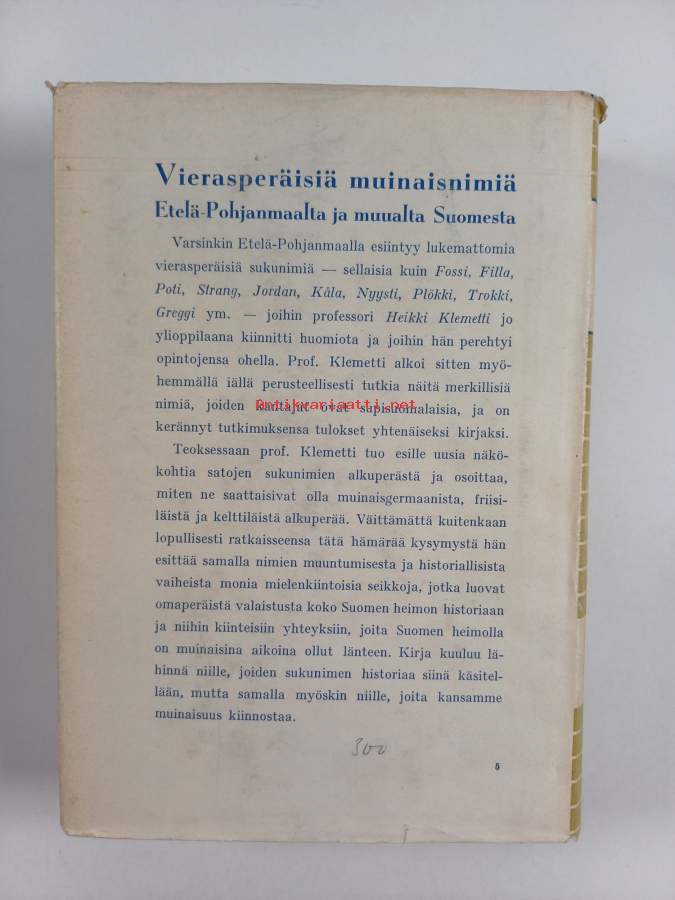 Vierasperäisiä muinaisnimiä
Etelä-Pohjanmaalta ja muualta Suomesta
Varsinkin Etelä-Pohjanmaalla esiintyy lukemattomia
vierasperäisiä sukunimiä — sellaisia kuin Fossi, Filla,
Poti, Strang, Jordan, Kåla, Nyysti, Plökki, Trokki,
Greggi ym. — joihin professori Heikki Klemetti jo
ylioppilaana kiinnitti huomiota ja joihin hän perehtyi
opintojensa ohella. Prof. Klemetti alkoi sitten myö-
hemmällä iällä perusteellisesti tutkia näitä merkillisiä
nimiä, joiden kantajat ovat supisuomalaisia, ja on
Antikvariaatti.net
kerännyt tutkimuksensa tulokset yhtenäiseksi kirjaksi.
Teoksessaan prof. Klemetti tuo esille uusia näkö-
kohtia satojen sukunimien alkuperästä ja osoittaa,
miten ne saattaisivat olla muinaisgermaanista, friisi-
läistä ja kelttiläistä alkuperää. Väittämättä kuitenkaan
lopullisesti ratkaisseensa tätä hämärää kysymystä hän
esittää samalla nimien muuntumisesta ja historiallisista
vaiheista monia mielenkiintoisia seikkoja, jotka luovat
omaperäistä valaistusta koko Suomen heimon historiaan
ja niihin kiinteisiin yhteyksiin, joita Suomen heimolla
on muinaisina aikoina ollut länteen. Kirja kuuluu lä-
hinnä niille, joiden sukunimen historiaa siinä käsitel-
lään, mutta samalla myöskin niille, joita kansamme
muinaisuus kiinnostaa.
300
5